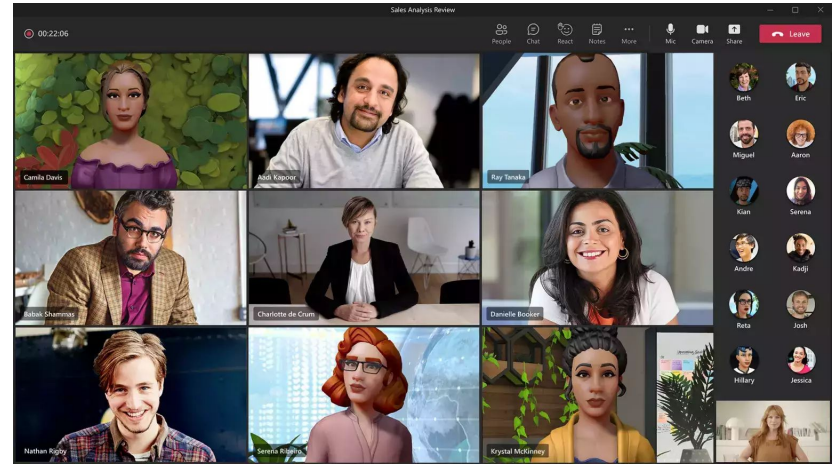 Sales Analysis Review
00:22:06
People Chat React Notes More Mic Camera Share Leave
Camila Davis
Aadi Kapoor
Ray Tanaka
Babak Shammas
Charlotte de Crum
Danielle Booker
Nathan Rigby
Serena Ribeiro
Krystal McKinney
Beth Eric
Miguel Aaron
Kian Serena
Andre Kadji
Reta Josh
Hillary Jessica